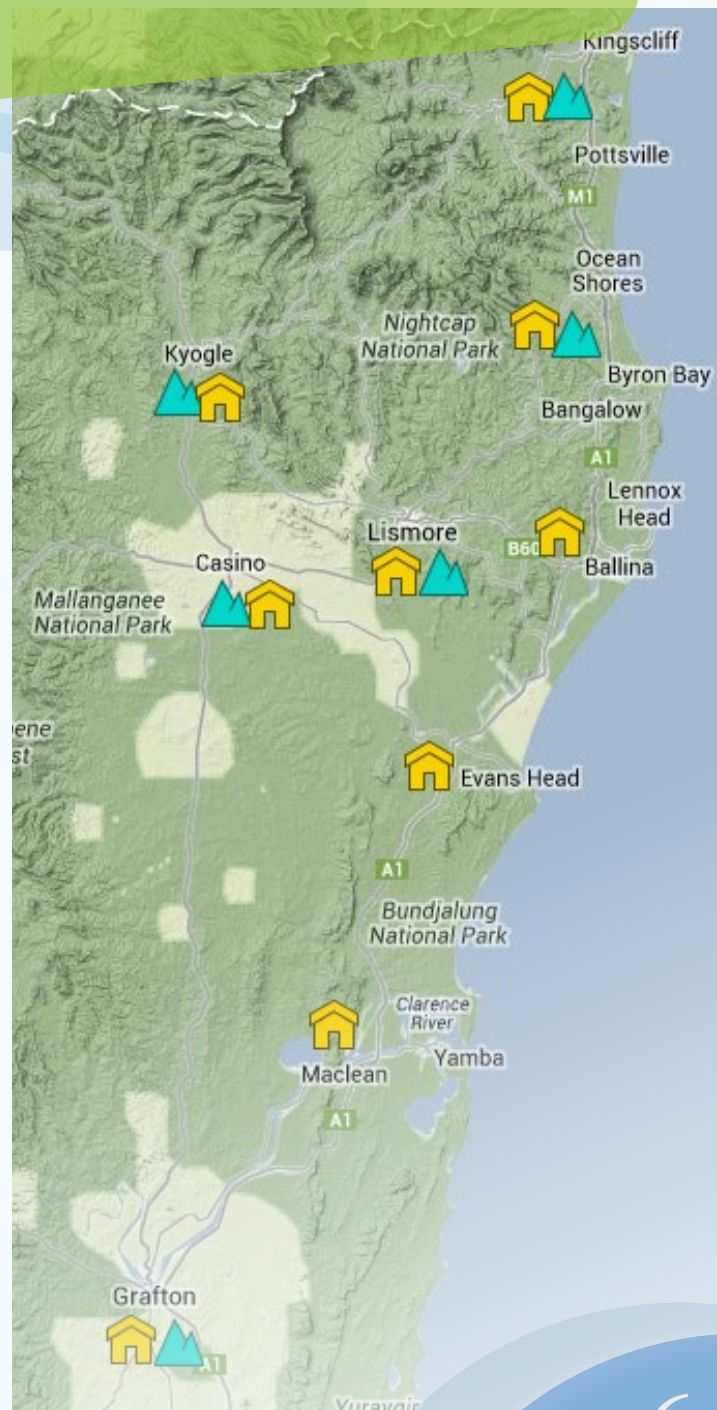 Kingscliff
Pottsville
M1
Ocean
Shores
Nightcap
National Park
Kyogle
Byron Bay
Bangalow
A1
Lennox
Head
Lismore
B60
Casino
Ballina
Mallanganee
National Park
Evans Head
A1
Bundjalung
National Park
Clarence
River
Yamba
Maclean
A1
Grafton
A1